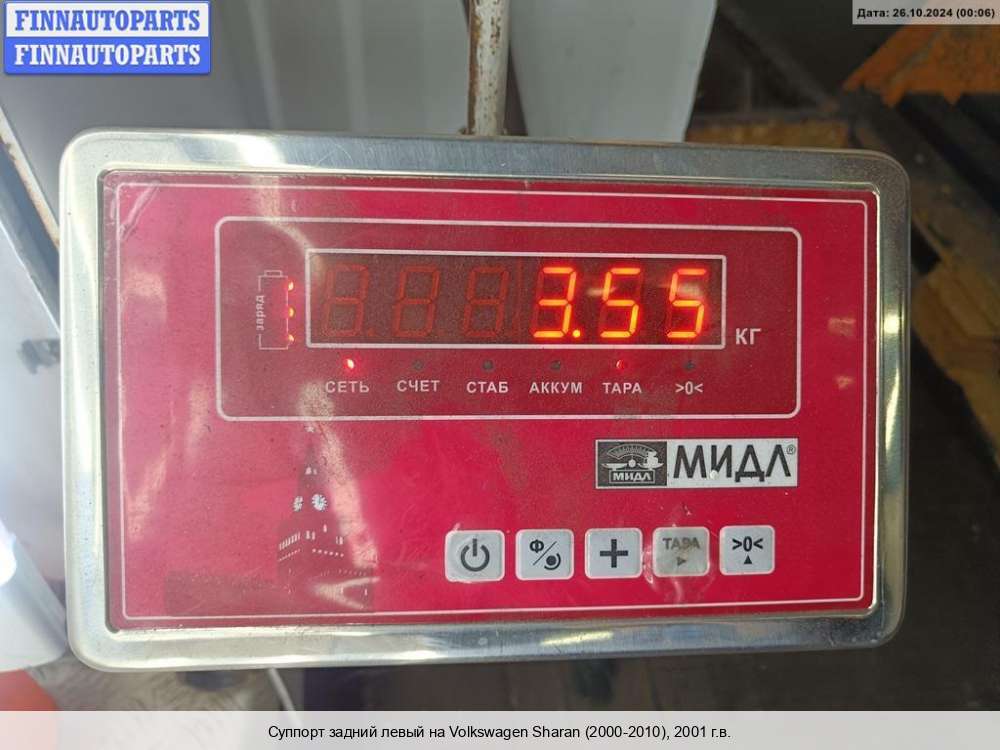 FINNAUTOPARTS
FINNAUTOPARTS
Дата: 26.10.2024 (00:06)
заряд
3.55
КГ
СЕТЬ СЧЕТ СТАБ АККУМ ТАРА >0<
МИДЛ
МИДЛ®
Ф/
+
ТАРА
>0<
Суппорт задний левый на Volkswagen Sharan (2000-2010), 2001 г.в.